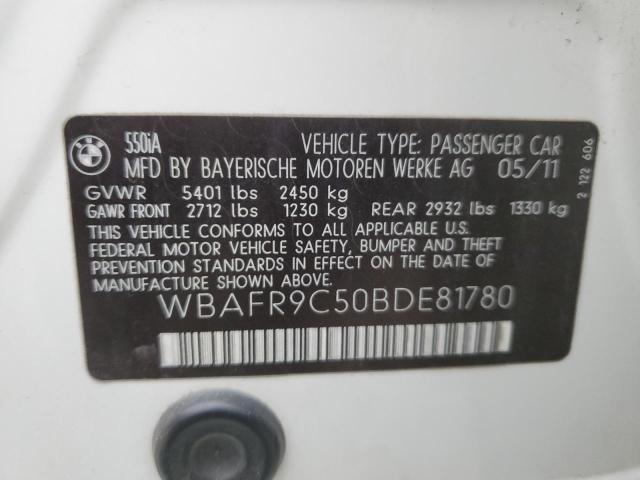 BMW
550iA
VEHICLE TYPE: PASSENGER CAR
MFD BY BAYERISCHE MOTOREN WERKE AG 05/11
GVWR 5401 lbs 2450 kg
GAWR FRONT 2712 lbs 1230 kg REAR 2932 lbs 1330 kg
THIS VEHICLE CONFORMS TO ALL APPLICABLE U.S.
FEDERAL MOTOR VEHICLE SAFETY, BUMPER AND THEFT
PREVENTION STANDARDS IN EFFECT ON THE DATE OF
MANUFACTURE SHOWN ABOVE.
WBAFR9C50BDE81780
2 122 606